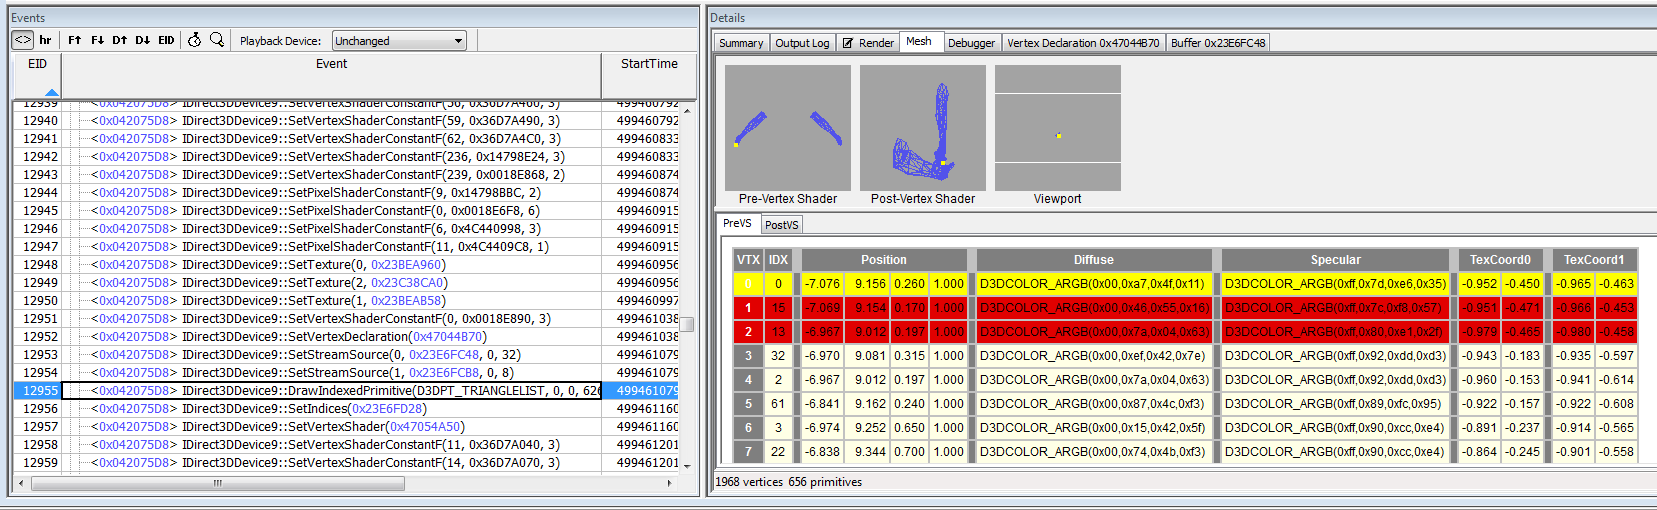 Events
<> hr F↑ F↓ D↑ D↓ EID Playback Device: Unchanged
EID Event StartTime
12939 <0x042075D8> IDirect3DDevice9::SetVertexShaderConstantF(56, 0x36D7A460, 3) 499460792
12940 <0x042075D8> IDirect3DDevice9::SetVertexShaderConstantF(59, 0x36D7A490, 3) 499460792
12941 <0x042075D8> IDirect3DDevice9::SetVertexShaderConstantF(62, 0x36D7A4C0, 3) 499460833
12942 <0x042075D8> IDirect3DDevice9::SetVertexShaderConstantF(236, 0x14798E24, 3) 499460833
12943 <0x042075D8> IDirect3DDevice9::SetVertexShaderConstantF(239, 0x0018E868, 2) 499460874
12944 <0x042075D8> IDirect3DDevice9::SetPixelShaderConstantF(9, 0x14798BBC, 2) 499460874
12945 <0x042075D8> IDirect3DDevice9::SetPixelShaderConstantF(0, 0x0018E6F8, 6) 499460915
12946 <0x042075D8> IDirect3DDevice9::SetPixelShaderConstantF(6, 0x4C440998, 3) 499460915
12947 <0x042075D8> IDirect3DDevice9::SetPixelShaderConstantF(11, 0x4C4409C8, 1) 499460915
12948 <0x042075D8> IDirect3DDevice9::SetTexture(0, 0x23BEA960) 499460956
12949 <0x042075D8> IDirect3DDevice9::SetTexture(2, 0x23C38CA0) 499460956
12950 <0x042075D8> IDirect3DDevice9::SetTexture(1, 0x23BEAB58) 499460997
12951 <0x042075D8> IDirect3DDevice9::SetVertexShaderConstantF(0, 0x0018E890, 3) 499461038
12952 <0x042075D8> IDirect3DDevice9::SetVertexDeclaration(0x47044B70) 499461038
12953 <0x042075D8> IDirect3DDevice9::SetStreamSource(0, 0x23E6FC48, 0, 32) 499461079
12954 <0x042075D8> IDirect3DDevice9::SetStreamSource(1, 0x23E6FCB8, 0, 8) 499461079
12955 <0x042075D8> IDirect3DDevice9::DrawIndexedPrimitive(D3DPT_TRIANGLELIST, 0, 0, 626 499461079
12956 <0x042075D8> IDirect3DDevice9::SetIndices(0x23E6FD28) 499461160
12957 <0x042075D8> IDirect3DDevice9::SetVertexShader(0x47054A50) 499461160
12958 <0x042075D8> IDirect3DDevice9::SetVertexShaderConstantF(11, 0x36D7A040, 3) 499461201
12959 <0x042075D8> IDirect3DDevice9::SetVertexShaderConstantF(14, 0x36D7A070, 3) 499461201
Details
Summary Output Log Render Mesh Debugger Vertex Declaration 0x47044B70 Buffer 0x23E6FC48
Pre-Vertex Shader Post-Vertex Shader Viewport
PreVS PostVS
VTX IDX Position Diffuse Specular TexCoord0 TexCoord1
0 0 -7.076 9.156 0.260 1.000 D3DCOLOR_ARGB(0x00,0xa7,0x4f,0x11) D3DCOLOR_ARGB(0xff,0x7d,0xe6,0x35) -0.952 -0.450 -0.965 -0.463
1 15 -7.059 9.154 0.170 1.000 D3DCOLOR_ARGB(0x00,0x46,0x55,0x16) D3DCOLOR_ARGB(0xff,0x7c,0xf8,0x57) -0.951 -0.471 -0.966 -0.453
2 13 -6.967 9.012 0.197 1.000 D3DCOLOR_ARGB(0x00,0x7a,0x04,0x63) D3DCOLOR_ARGB(0xff,0x80,0xe1,0x2f) -0.979 -0.465 -0.980 -0.458
3 32 -6.970 9.081 0.315 1.000 D3DCOLOR_ARGB(0x00,0xef,0x42,0x7e) D3DCOLOR_ARGB(0xff,0x92,0xdd,0xd3) -0.943 -0.183 -0.935 -0.597
4 2 -6.967 9.012 0.197 1.000 D3DCOLOR_ARGB(0x00,0x7a,0x04,0x63) D3DCOLOR_ARGB(0xff,0x92,0xdd,0xd3) -0.960 -0.153 -0.941 -0.614
5 61 -6.841 9.162 0.240 1.000 D3DCOLOR_ARGB(0x00,0x87,0x4c,0xf3) D3DCOLOR_ARGB(0xff,0x89,0xfc,0x95) -0.922 -0.157 -0.922 -0.608
6 3 -6.974 9.252 0.650 1.000 D3DCOLOR_ARGB(0x00,0x15,0x42,0x5f) D3DCOLOR_ARGB(0xff,0x90,0xcc,0xe4) -0.891 -0.237 -0.914 -0.565
7 22 -6.838 9.344 0.700 1.000 D3DCOLOR_ARGB(0x00,0x74,0x4b,0xf3) D3DCOLOR_ARGB(0xff,0x90,0xcc,0xe4) -0.864 -0.245 -0.901 -0.558
1968 vertices 656 primitives